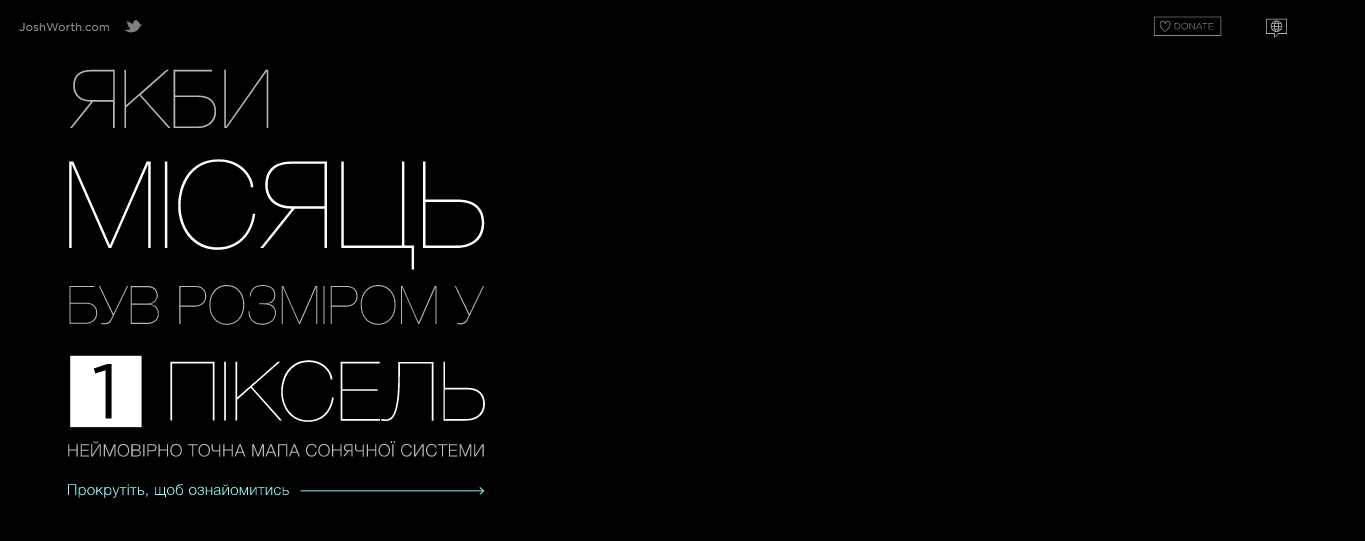 JoshWorth.com
DONATE
ЯКБИ
МІСЯЦЬ
БУВ РОЗМІРОМ У
1 ПІКСЕЛЬ
НЕЙМОВІРНО ТОЧНА МАПА СОНЯЧНОЇ СИСТЕМИ
Прокрутіть, щоб ознайомитись